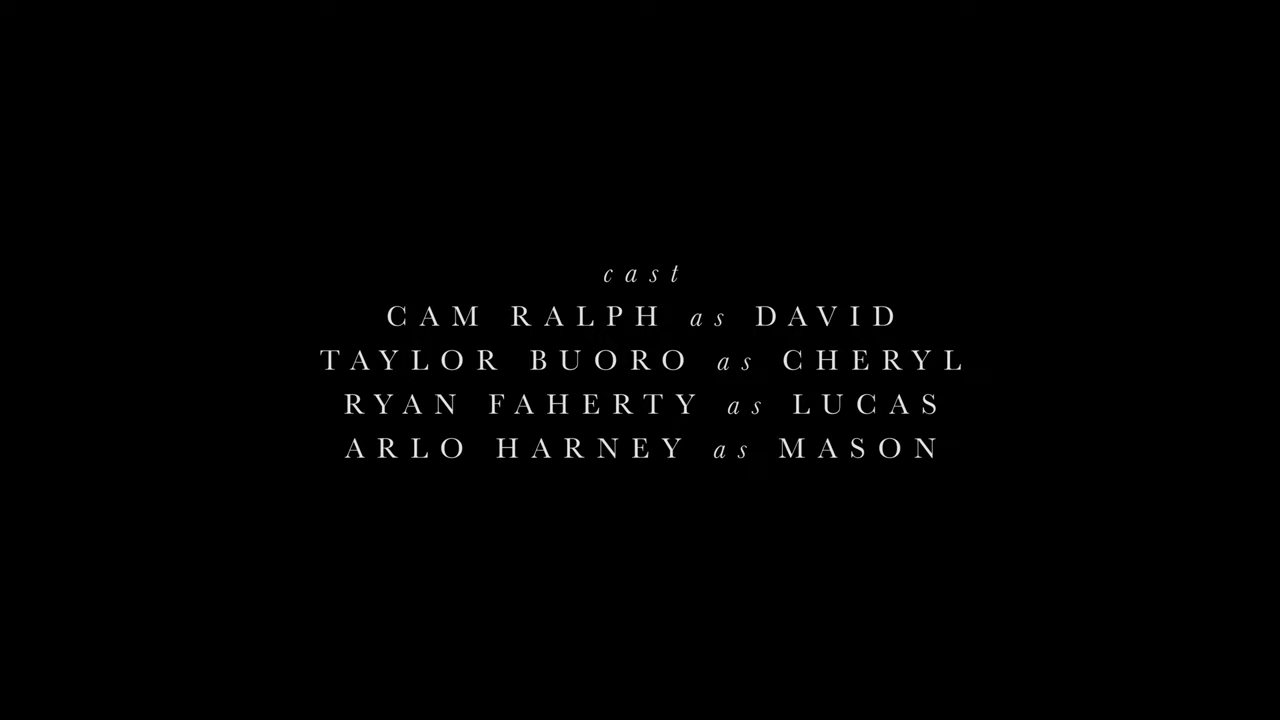 cast
CAM RALPH as DAVID
TAYLOR BUORO as CHERYL
RYAN FAHERTY as LUCAS
ARLO HARNEY as MASON